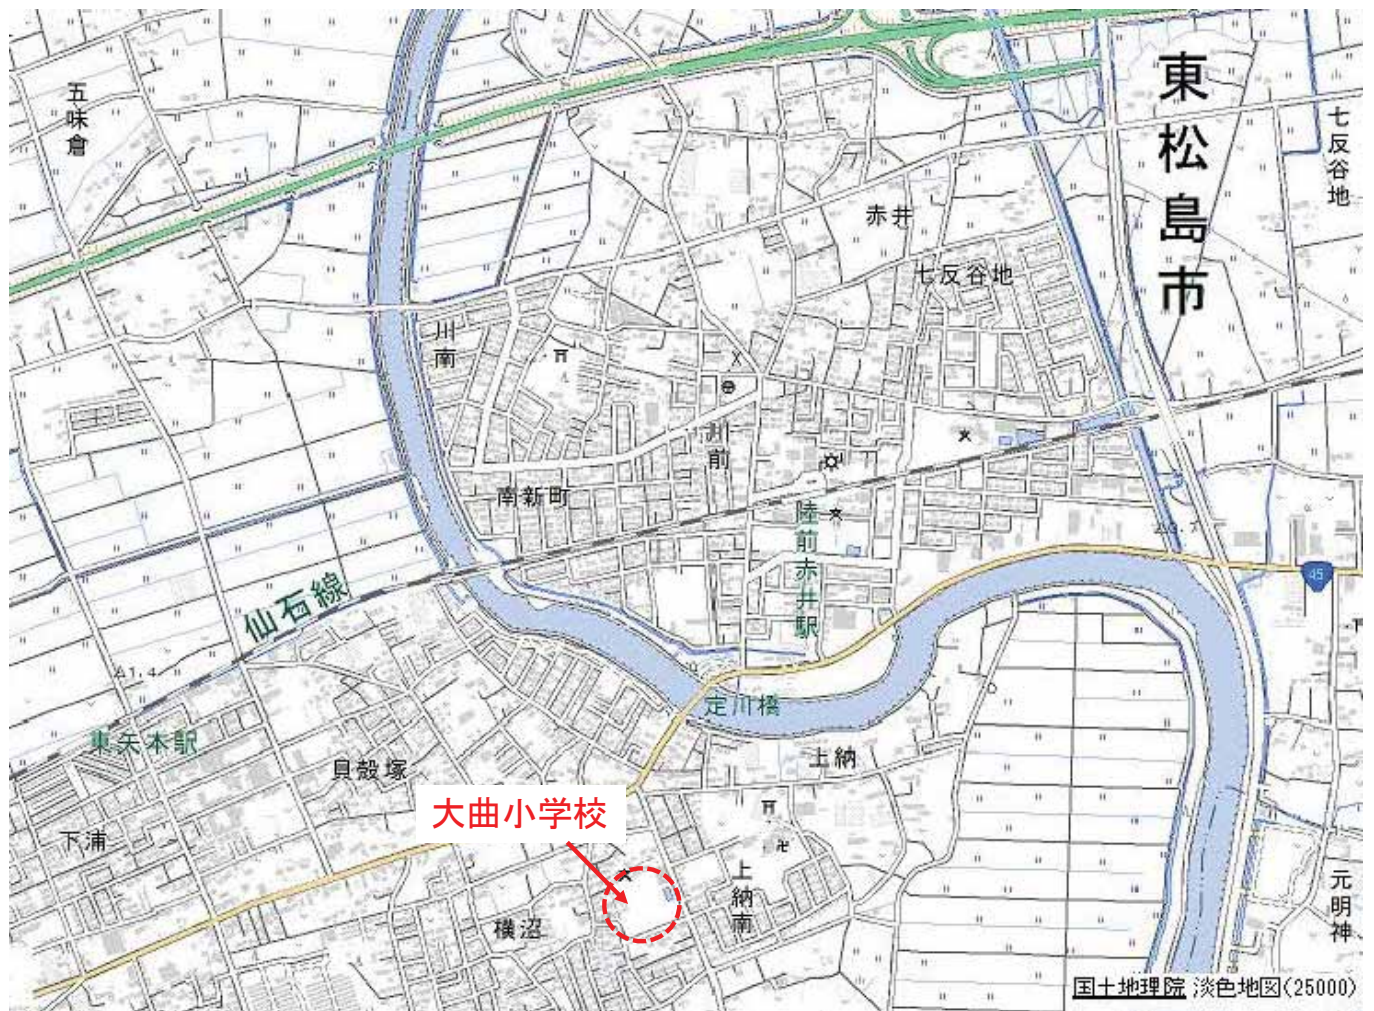 東松島市
五味倉
七反谷地
赤井
七反谷地
川南
川前
南新町
陸前赤井駅
仙石線
45
△1.4
定川橋
東矢本駅
貝殻塚
上納
大曲小学校
下浦
上納南
横沼
元明神
国土地理院 淡色地図(25000)